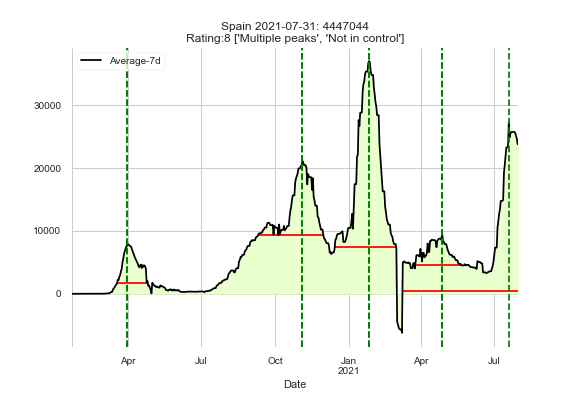 Spain 2021-07-31: 4447044
Rating:8 ['Multiple peaks', 'Not in control']
Average-7d
30000
20000
10000
0
Apr
Jul
Oct
Jan
2021
Apr
Jul
Date